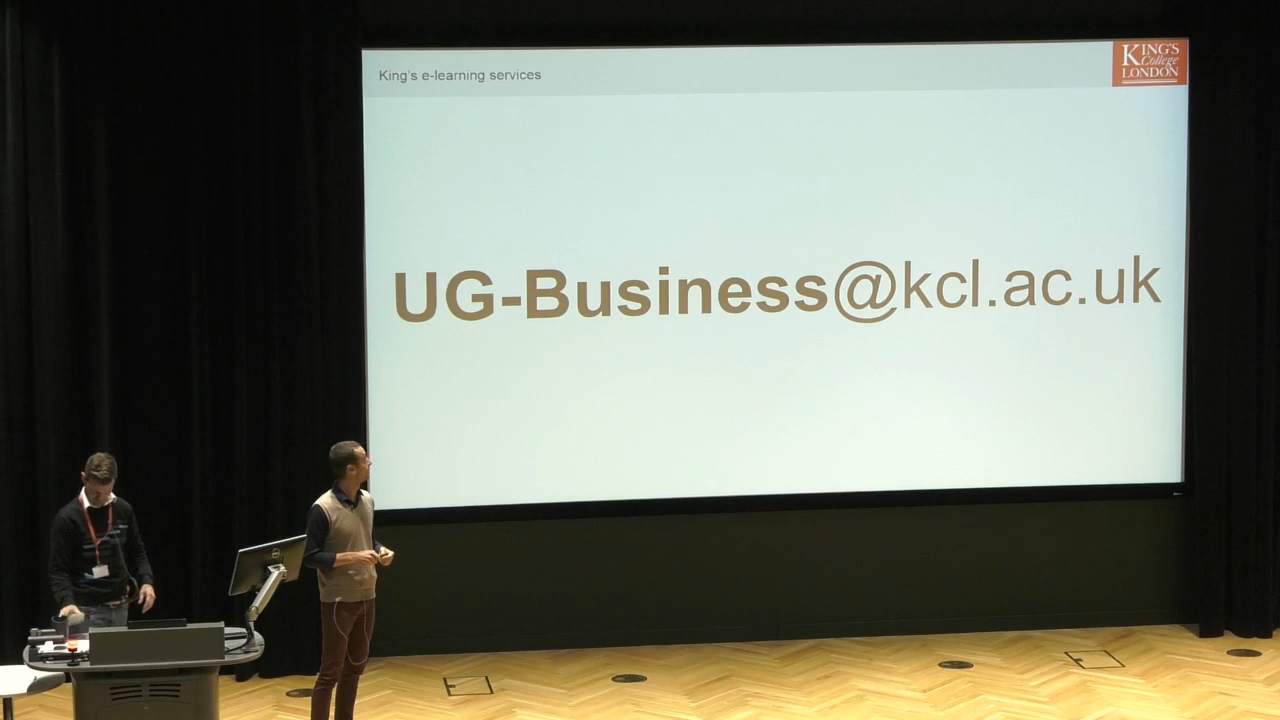 King's e-learning services
KING'S
College
LONDON
UG-Business@kcl.ac.uk